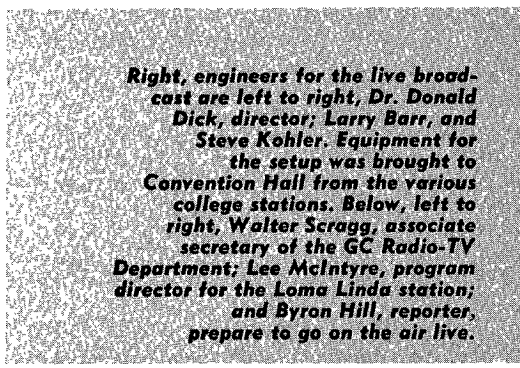 Right, engineers for the live broad-
cast are left to right, Dr. Donald
Dick, director; Larry Barr, and
Steve Kohler. Equipment for
the setup was brought to
Convention Hall from the various
college stations. Below, left to
right, Walter Scragg, associate
secretary of the GC Radio-TV
Department; Lee McIntyre, program
director for the Loma Linda station;
and Byron Hill, reporter,
prepare to go on the air live.